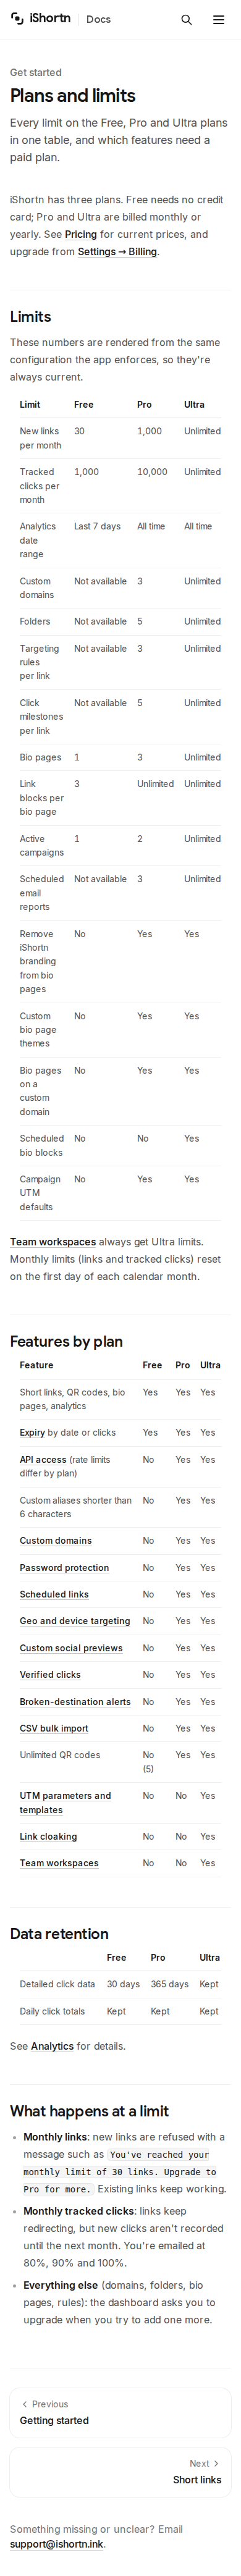 iShortn Docs
Get started
Plans and limits
Every limit on the Free, Pro and Ultra plans
in one table, and which features need a
paid plan.
iShortn has three plans. Free needs no credit
card; Pro and Ultra are billed monthly or
yearly. See Pricing for current prices, and
upgrade from Settings → Billing.
Limits
These numbers are rendered from the same
configuration the app enforces, so they're
always current.
Limit Free Pro Ultra
New links 30 1,000 Unlimited
per month
Tracked 1,000 10,000 Unlimited
clicks per
month
Analytics Last 7 days All time All time
date
range
Custom Not available 3 Unlimited
domains
Folders Not available 5 Unlimited
Targeting Not available 3 Unlimited
rules
per link
Click Not available 5 Unlimited
milestones
per link
Bio pages 1 3 Unlimited
Link 3 Unlimited Unlimited
blocks per
bio page
Active 1 2 Unlimited
campaigns
Scheduled Not available 3 Unlimited
email
reports
Remove No Yes Yes
iShortn
branding
from bio
pages
Custom No Yes Yes
bio page
themes
Bio pages No Yes Yes
on a
custom
domain
Scheduled No No Yes
bio blocks
Campaign No Yes Yes
UTM
defaults
Team workspaces always get Ultra limits.
Monthly limits (links and tracked clicks) reset
on the first day of each calendar month.
Features by plan
Feature Free Pro Ultra
Short links, QR codes, bio Yes Yes Yes
pages, analytics
Expiry by date or clicks Yes Yes Yes
API access (rate limits No Yes Yes
differ by plan)
Custom aliases shorter than No Yes Yes
6 characters
Custom domains No Yes Yes
Password protection No Yes Yes
Scheduled links No Yes Yes
Geo and device targeting No Yes Yes
Custom social previews No Yes Yes
Verified clicks No Yes Yes
Broken-destination alerts No Yes Yes
CSV bulk import No Yes Yes
Unlimited QR codes No Yes Yes
(5)
UTM parameters and No No Yes
templates
Link cloaking No No Yes
Team workspaces No No Yes
Data retention
Free Pro Ultra
Detailed click data 30 days 365 days Kept
Daily click totals Kept Kept Kept
See Analytics for details.
What happens at a limit
• Monthly links: new links are refused with a
message such as You've reached your
monthly limit of 30 links. Upgrade to
Pro for more. Existing links keep working.
• Monthly tracked clicks: links keep
redirecting, but new clicks aren't recorded
until the next month. You're emailed at
80%, 90% and 100%.
• Everything else (domains, folders, bio
pages, rules): the dashboard asks you to
upgrade when you try to add one more.
Previous
Getting started
Next
Short links
Something missing or unclear? Email
support@ishortn.ink.